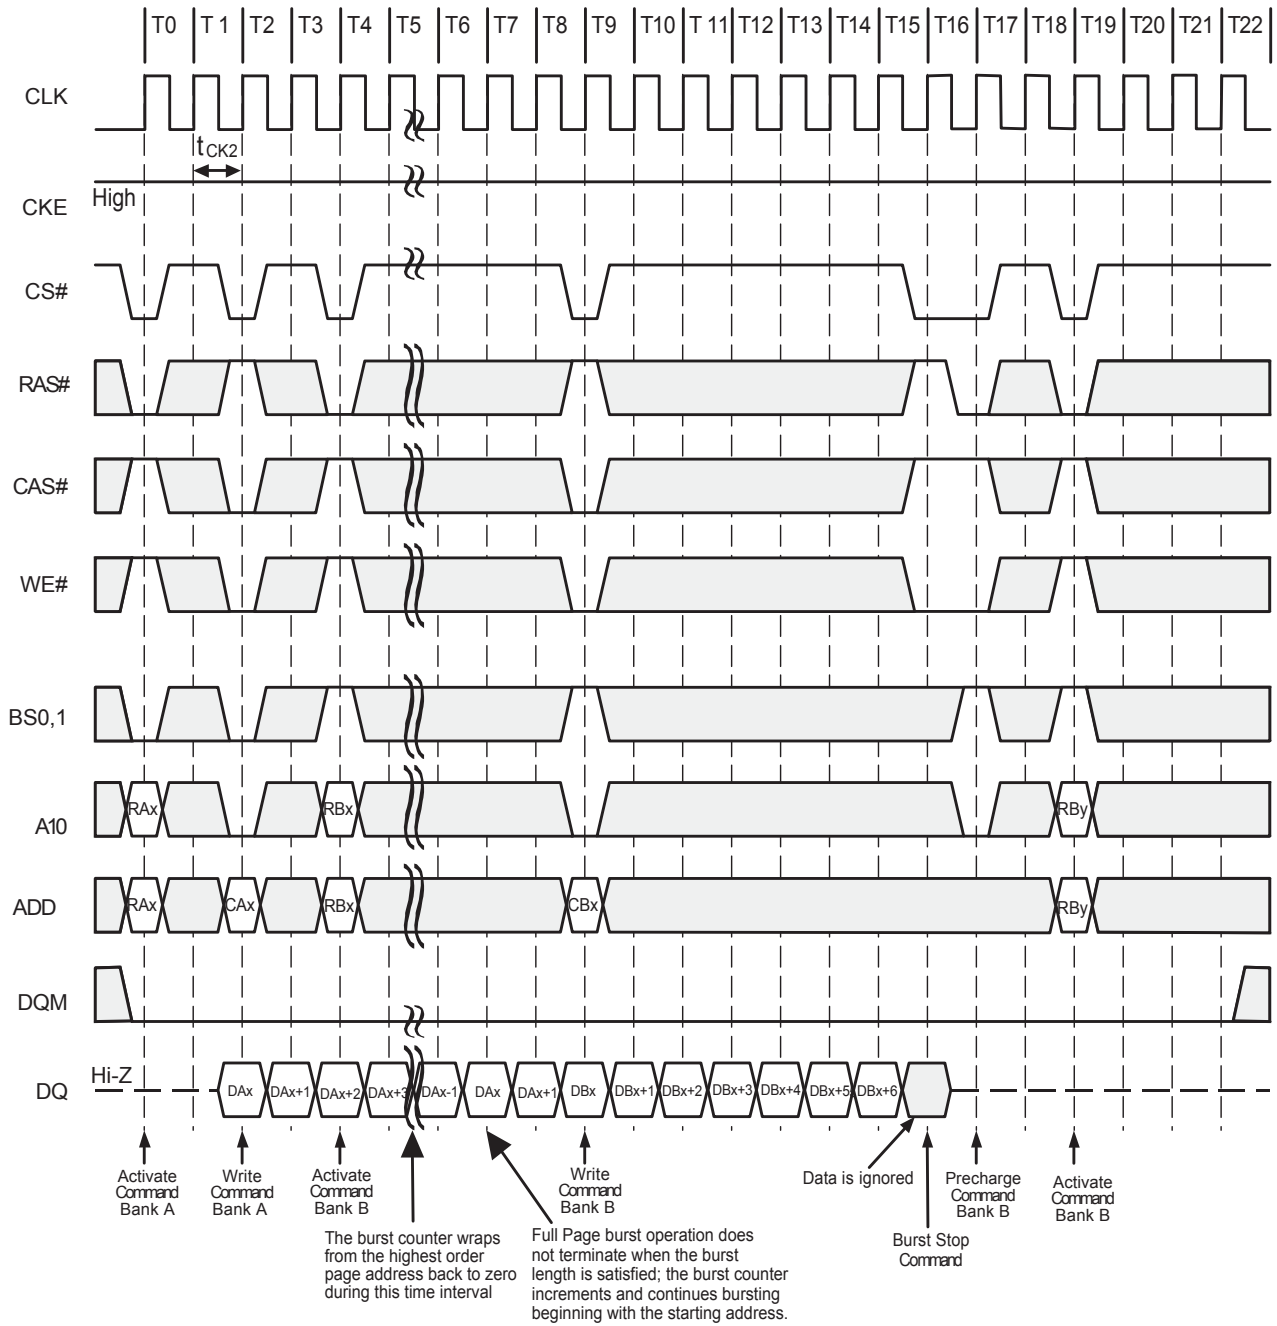 T0 T 1 T2 T3 T4 T5 T6 T7 T8 T9 T10 T 11 T12 T13 T14 T15 T16 T17 T18 T19 T20 T21 T22
CLK
tCK2
High
CKE
CS#
RAS#
CAS#
WE#
BS0,1
RAx RBx RBy
A10
RAx CAx RBx CBx RBy
ADD
DQM
Hi-Z
DQ DAx DAx+1 DAx+2 DAx+3 DAx-1 DAx DAx+1 DBx DBx+1 DBx+2 DBx+3 DBx+4 DBx+5 DBx+6
Activate
Command
Bank A
Write
Command
Bank A
Activate
Command
Bank B
The burst counter wraps
from the highest order
page address back to zero
during this time interval
Full Page burst operation does
not terminate when the burst
length is satisfied; the burst counter
increments and continues bursting
beginning with the starting address.
Write
Command
Bank B
Data is ignored
Burst Stop
Command
Precharge
Command
Bank B
Activate
Command
Bank B